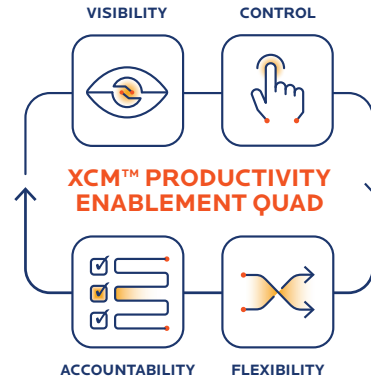 VISIBILITY
CONTROL
XCM™ PRODUCTIVITY
ENABLEMENT QUAD
ACCOUNTABILITY
FLEXIBILITY